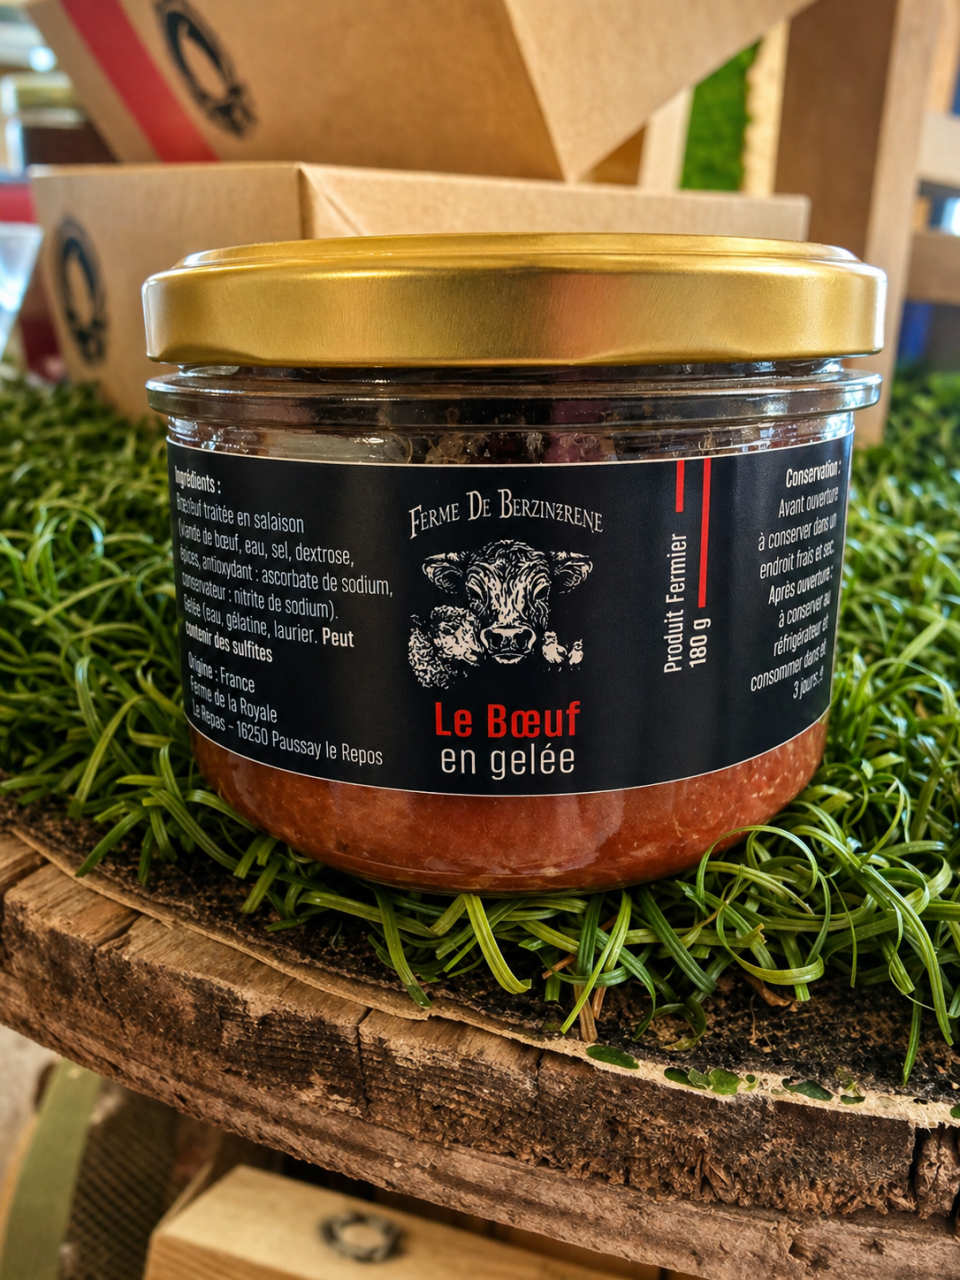 Ingrédients :
Bœfeuf traitée en salaison
(viande de bœuf, eau, sel, dextrose,
épices, antioxydant : ascorbate de sodium,
conservateur : nitrite de sodium).
Gelée (eau, gélatine, laurier. Peut
contenir des sulfites
Origine : France
Ferme de la Royale
Le Repas – 16250 Paussay le Repos
FERME DE BERZINZRENE
Le Bœuf
en gelée
Produit Fermier
180 g
Conservation :
Avant ouverture
à conserver dans un
endroit frais et sec.
Après ouverture :
à conserver au
réfrigérateur et
consommer dans
3 jours